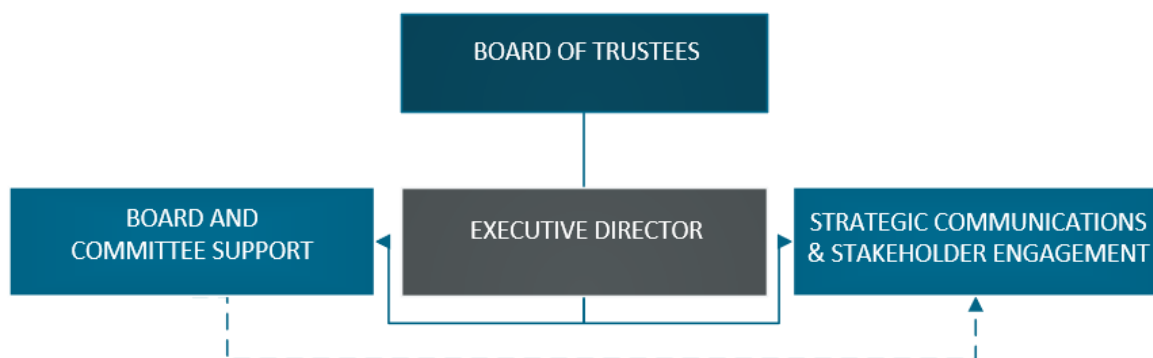 BOARD OF TRUSTEES
BOARD AND
COMMITTEE SUPPORT
EXECUTIVE DIRECTOR
STRATEGIC COMMUNICATIONS
& STAKEHOLDER ENGAGEMENT